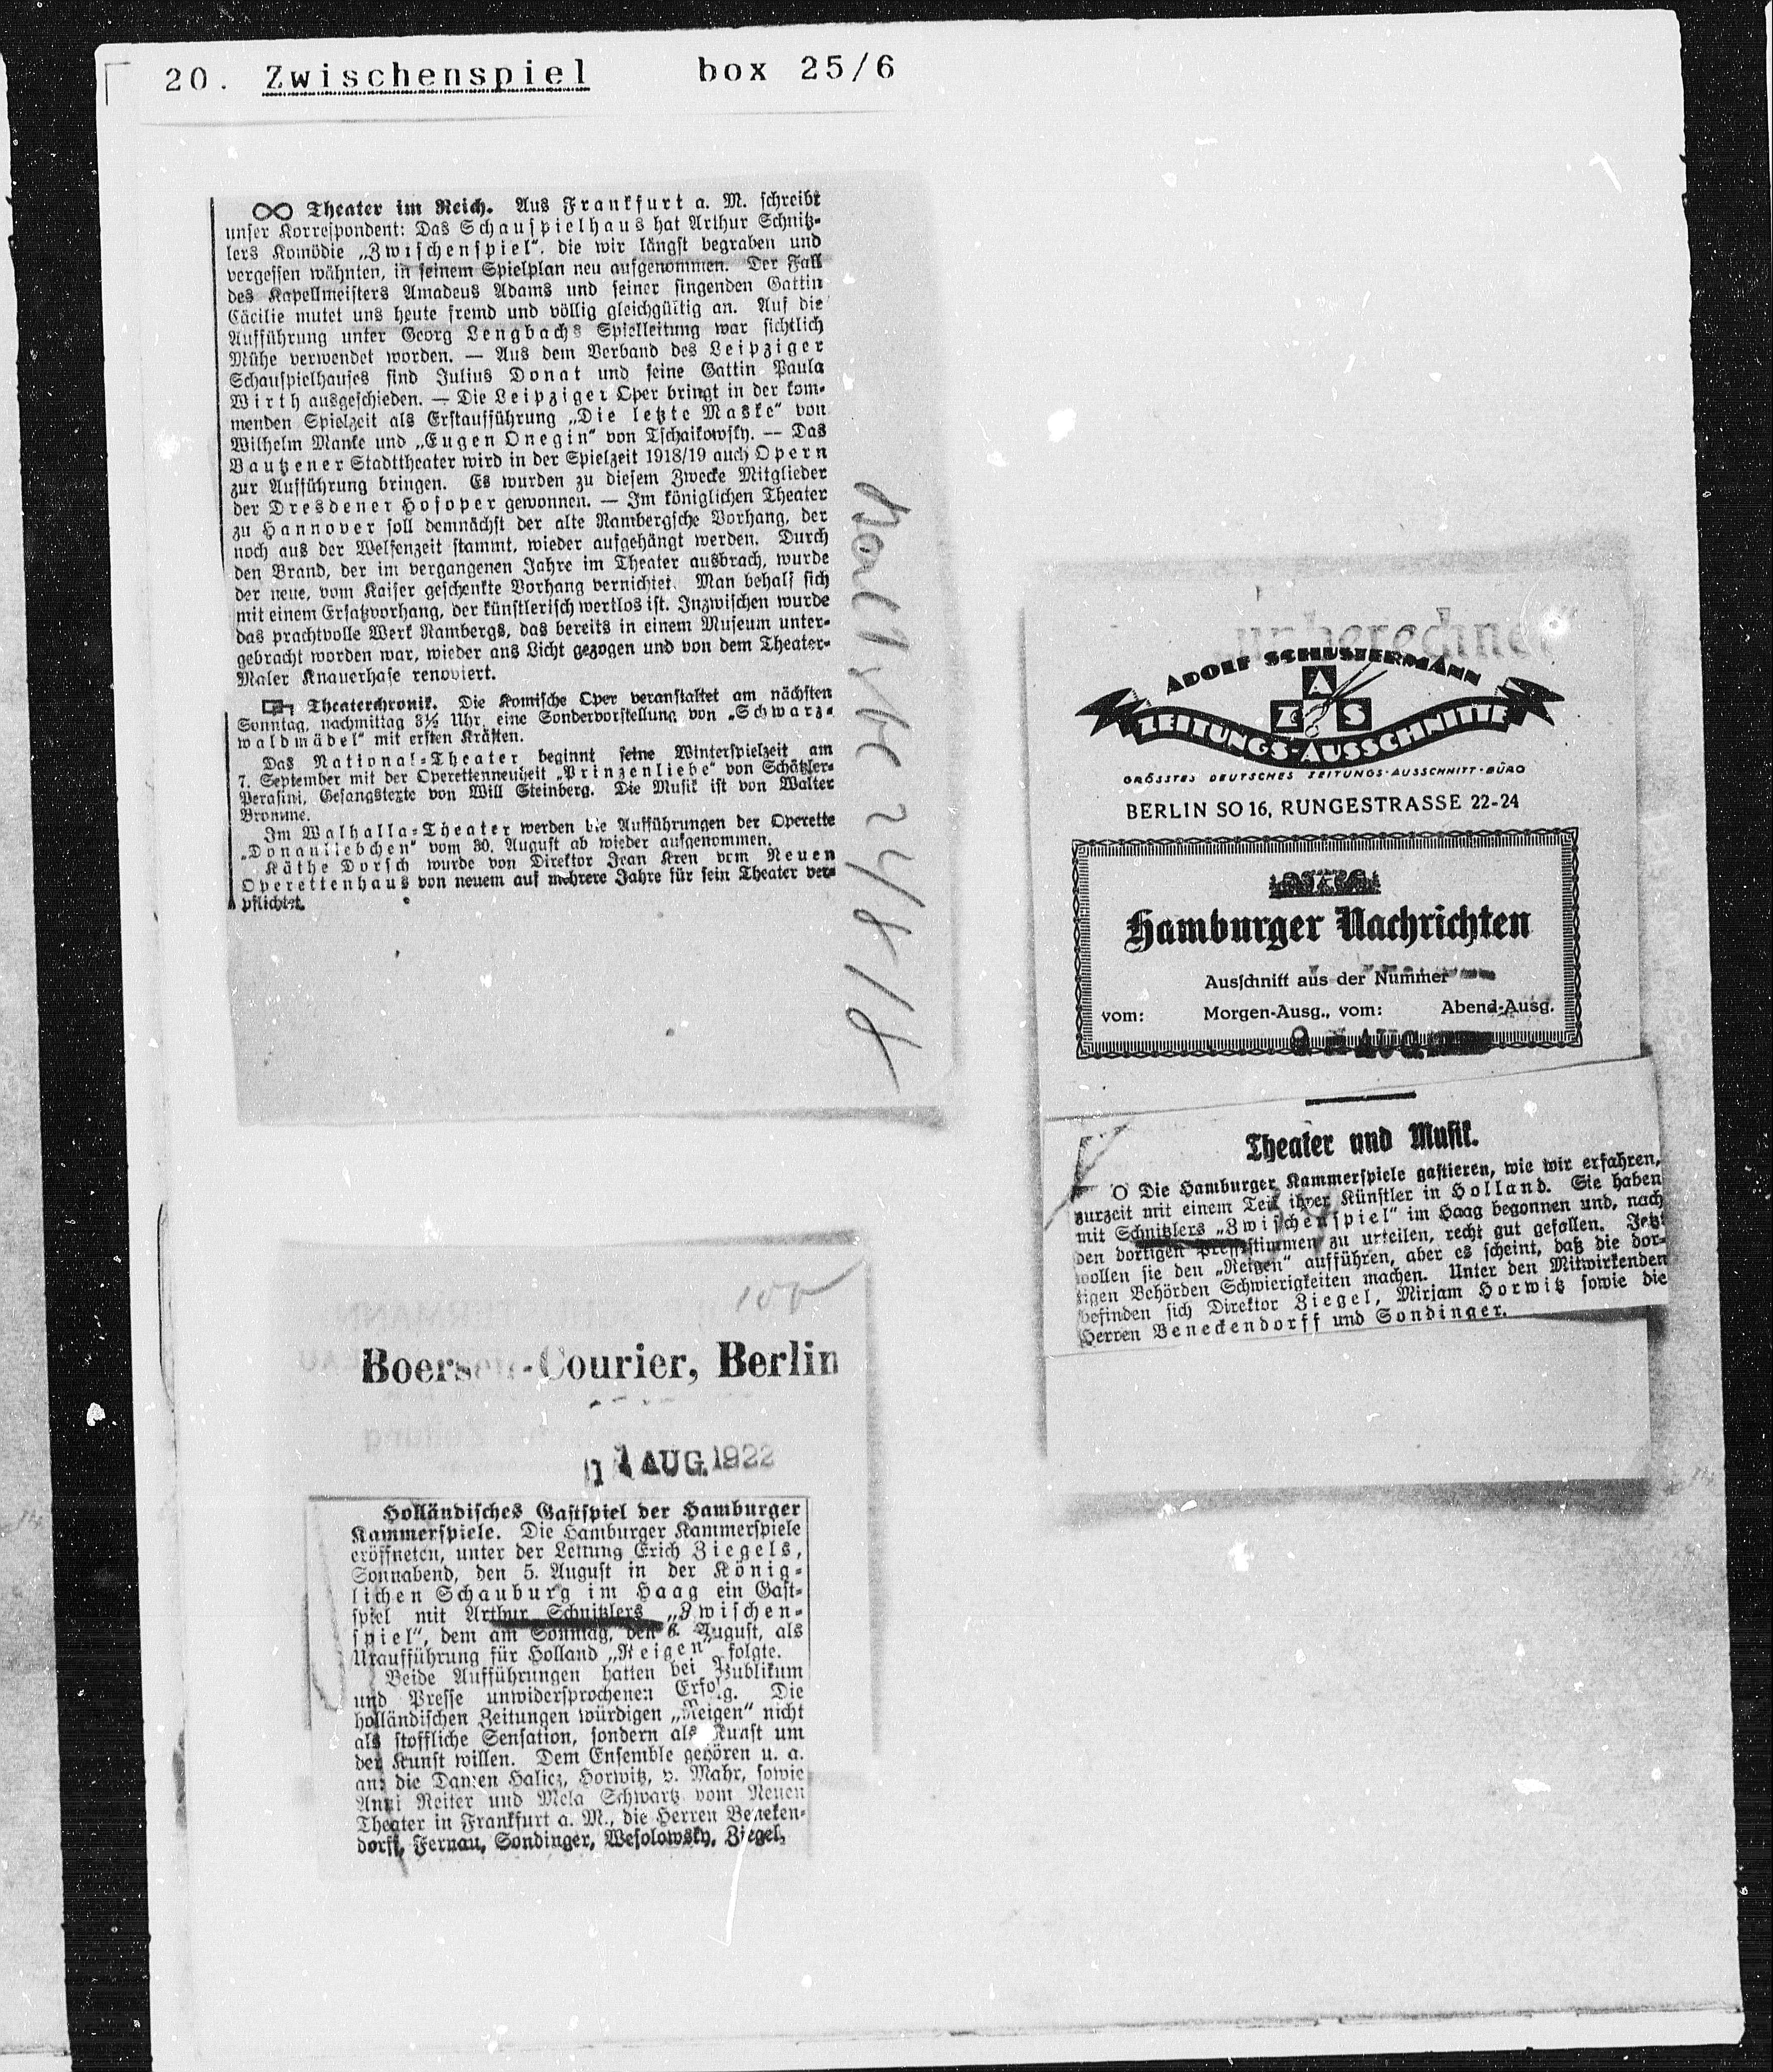 20. Zwischenspiel box 25/6
∞ Theater im Reich. Aus Frankfurt a. M. schreibt
unser Korrespondent: Das Schauspielhaus hat Arthur Schnitz-
lers Komödie „Zwischenspiel“, die wir längst begraben und
vergessen wähnten, in seinem Spielplan neu aufgenommen. Der Fall
des Kapellmeisters Amadeus Adams und seiner singenden Gattin
Cäcilie mutet uns heute fremd und völlig gleichgültig an. Auf die
Aufführung unter Georg Lengbachs Spielleitung war sichtlich
Mühe verwendet worden. — Aus dem Verband des Leipziger
Schauspielhauses sind Julius Donat und seine Gattin Paula
Wirth ausgeschieden. — Die Leipziger Oper bringt in der kom-
menden Spielzeit als Erstaufführung „Die letzte Maske“ von
Wilhelm Manke und „Eugen Onegin“ von Tschaikowsky. — Das
Bautzener Stadttheater wird in der Spielzeit 1918/19 auch Opern
zur Aufführung bringen. Es wurden zu diesem Zwecke Mitglieder
der Dresdener Hofoper gewonnen. — Im königlichen Theater
zu Hannover soll demnächst der alte Rambergsche Vorhang, der
noch aus der Welfenzeit stammt, wieder aufgehängt werden. Durch
den Brand, der im vergangenen Jahre im Theater ausbrach, wurde
der neue, vom Kaiser geschenkte Vorhang vernichtet. Man behalf sich
mit einem Ersatzvorhang, der künstlerisch wertlos ist. Inzwischen wurde
das prachtvolle Werk Rambergs, das bereits in einem Museum unter-
gebracht worden war, wieder ans Licht gezogen und von dem Theater-
Maler Knauerhase renoviert.
Theaterchronik. Die Komische Oper veranstaltet am nächsten
Sonntag, nachmittag 3½ Uhr, eine Sondervorstellung von „Schwarz-
waldmädel“ mit ersten Kräften.
Das National-Theater beginnt seine Winterspielzeit am
7. September mit der Operettenneuheit „Prinzenliebe“ von Schätzler-
Perasini, Gesangstexte von Will Steinberg. Die Musik ist von Walter
Bromme.
Im Walhalla-Theater werden die Aufführungen der Operette
„Donauliebchen“ vom 30. August ab wieder aufgenommen.
Käthe Dorsch wurde von Direktor Jean Kren vom Neuen
Operettenhaus von neuem auf mehrere Jahre für sein Theater ver-
pflichtet.
24/8 18
Boersen-Courier, Berlin
AUG. 1922
Holländisches Gastspiel der Hamburger
Kammerspiele. Die Hamburger Kammerspiele
eröffneten, unter der Leitung Erich Ziegels,
Sonnabend, den 5. August in der König-
lichen Schauburg im Haag ein Gast-
spiel mit Arthur Schnitzlers „Zwischen-
spiel“, dem am Sonntag, den 6. August, als
Uraufführung für Holland „Reigen“ folgte.
Beide Aufführungen hatten bei Publikum
und Presse unwidersprochenen Erfolg. Die
holländischen Zeitungen würdigen „Reigen“ nicht
als stoffliche Sensation, sondern als Kunst um
der Kunst willen. Dem Ensemble gehören u. a.
an: die Damen Halicz, Horwitz, v. Mahr, sowie
Anni Reiter und Mela Schwartz vom Neuen
Theater in Frankfurt a. M., die Herren Beneken-
dorff, Fernau, Sondinger, Wesolowsky, Ziegel,
ADOLF SCHUSTERMANN
A
Z S
ZEITUNGS-AUSSCHNITTE
GRÖSSTES DEUTSCHES ZEITUNGS-AUSSCHNITT-BÜRO
BERLIN SO 16, RUNGESTRASSE 22-24
Hamburger Nachrichten
Ausschnitt aus der Nummer
vom: Morgen-Ausg., vom: Abend-Ausg.
AUG.
Theater und Musik.
O Die Hamburger Kammerspiele gastieren, wie wir erfahren,
zurzeit mit einem Teil ihrer Künstler in Holland. Sie haben
mit Schnitzlers „Zwischenspiel“ im Haag begonnen und, nach
den dortigen Pressestimmen zu urteilen, recht gut gefallen. Jetzt
wollen sie den „Reigen“ aufführen, aber es scheint, daß die dor-
tigen Behörden Schwierigkeiten machen. Unter den Mitwirkenden
befinden sich Direktor Ziegel, Mirjam Horwitz sowie die
Herren Beneckendorff und Sondinger.